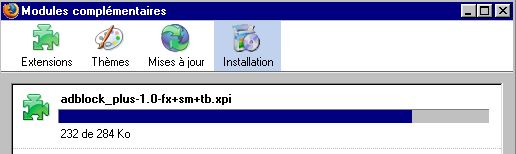 Modules complémentaires
Extensions Thèmes Mises à jour Installation
adblock_plus-1.0-fx+sm+tb.xpi
232 de 284 Ko